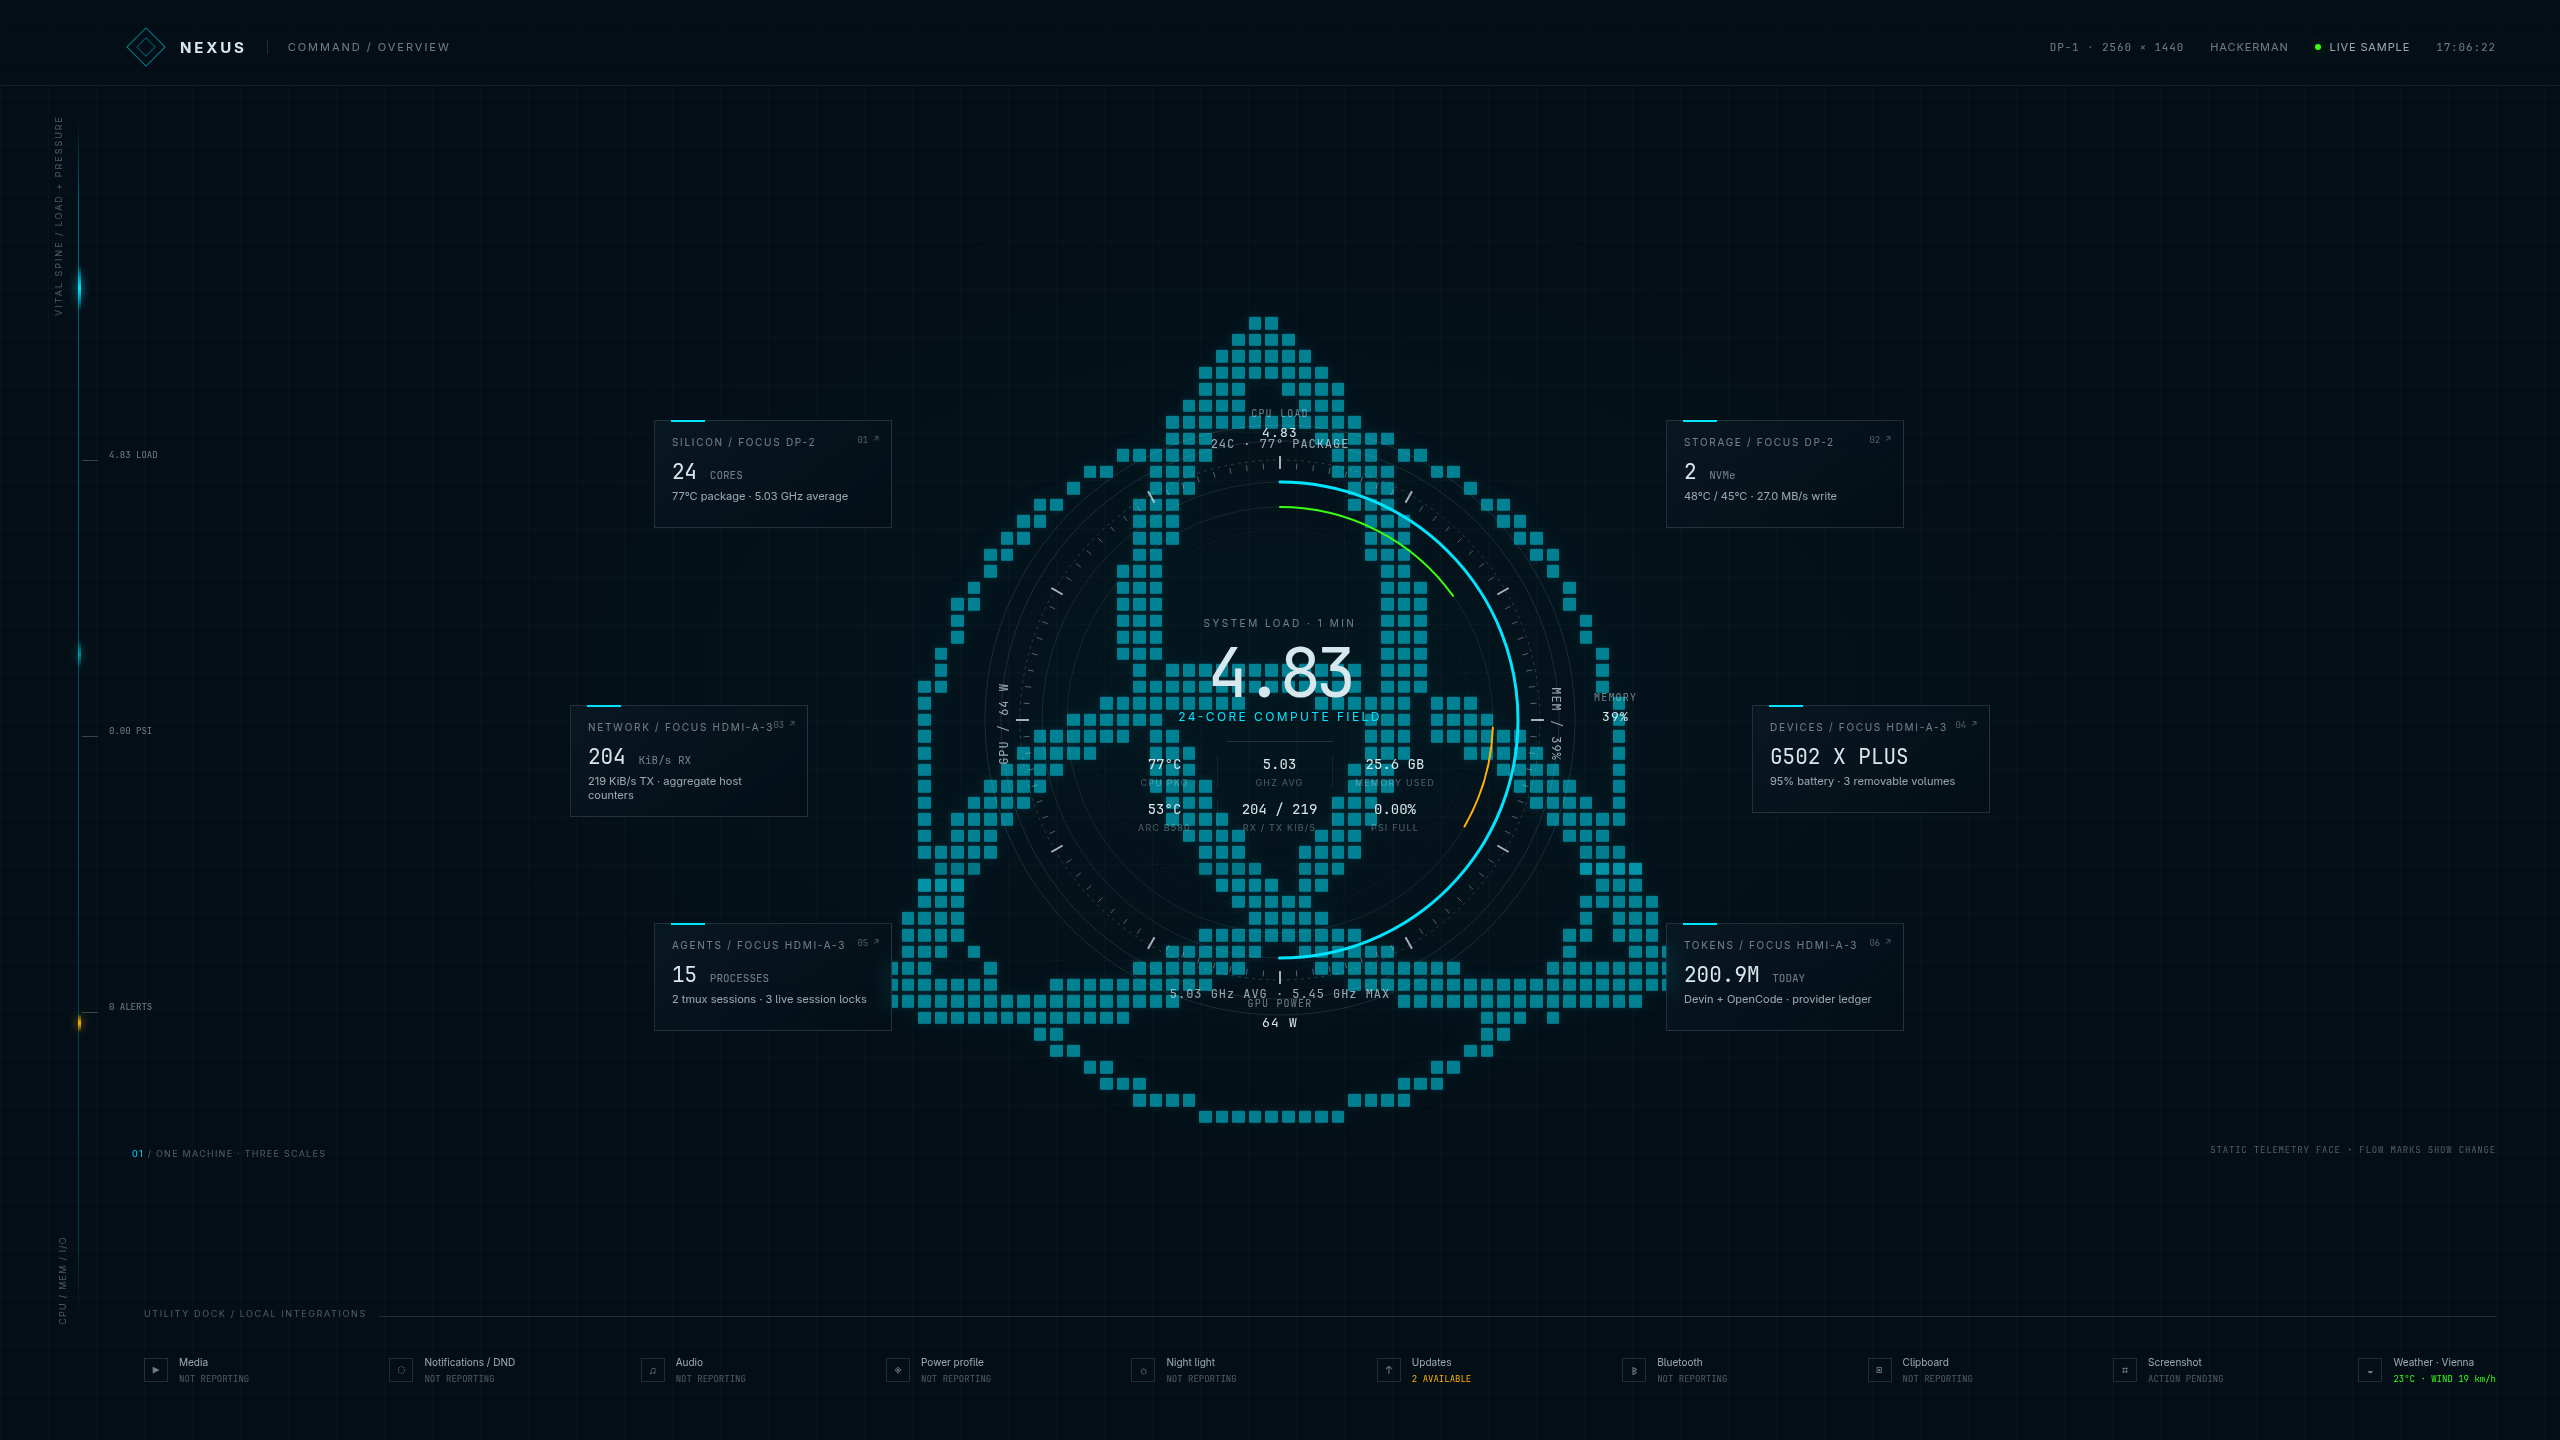 NEXUS
COMMAND / OVERVIEW
DP-1 · 2560 × 1440
HACKERMAN
LIVE SAMPLE
17:06:22
VITAL SPINE / LOAD + PRESSURE
4.83 LOAD
0.00 PSI
0 ALERTS
CPU / MEM / I/O
SILICON / FOCUS DP-2
01 ↗
24 CORES
77°C package · 5.03 GHz average
STORAGE / FOCUS DP-2
02 ↗
2 NVMe
48°C / 45°C · 27.0 MB/s write
NETWORK / FOCUS HDMI-A-3
03 ↗
204 KiB/s RX
219 KiB/s TX · aggregate host
counters
DEVICES / FOCUS HDMI-A-3
04 ↗
G502 X PLUS
95% battery · 3 removable volumes
AGENTS / FOCUS HDMI-A-3
05 ↗
15 PROCESSES
2 tmux sessions · 3 live session locks
TOKENS / FOCUS HDMI-A-3
06 ↗
200.9M TODAY
Devin + OpenCode · provider ledger
CPU LOAD
4.83
24C · 77° PACKAGE
GPU / 64 W
MEM / 39%
MEMORY
39%
SYSTEM LOAD · 1 MIN
4.83
24-CORE COMPUTE FIELD
77°C
CPU PKG
5.03
GHZ AVG
25.6 GB
MEMORY USED
53°C
ARC B580
204 / 219
RX / TX KIB/S
0.00%
PSI FULL
5.03 GHz AVG · 5.45 GHz MAX
GPU POWER
64 W
01 / ONE MACHINE · THREE SCALES
STATIC TELEMETRY FACE · FLOW MARKS SHOW CHANGE
UTILITY DOCK / LOCAL INTEGRATIONS
Media
NOT REPORTING
Notifications / DND
NOT REPORTING
Audio
NOT REPORTING
Power profile
NOT REPORTING
Night light
NOT REPORTING
Updates
2 AVAILABLE
Bluetooth
NOT REPORTING
Clipboard
NOT REPORTING
Screenshot
ACTION PENDING
Weather · Vienna
23°C · WIND 19 km/h